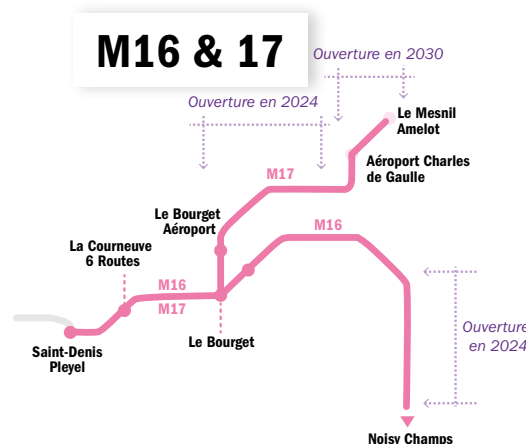 M16 & 17
Ouverture en 2030
Ouverture en 2024
Le Mesnil
Amelot
Aéroport Charles
de Gaulle
M17
Le Bourget
Aéroport
M16
La Courneuve
6 Routes
M16
M17
Le Bourget
Saint-Denis
Pleyel
Ouverture
en 2024
Noisy Champs